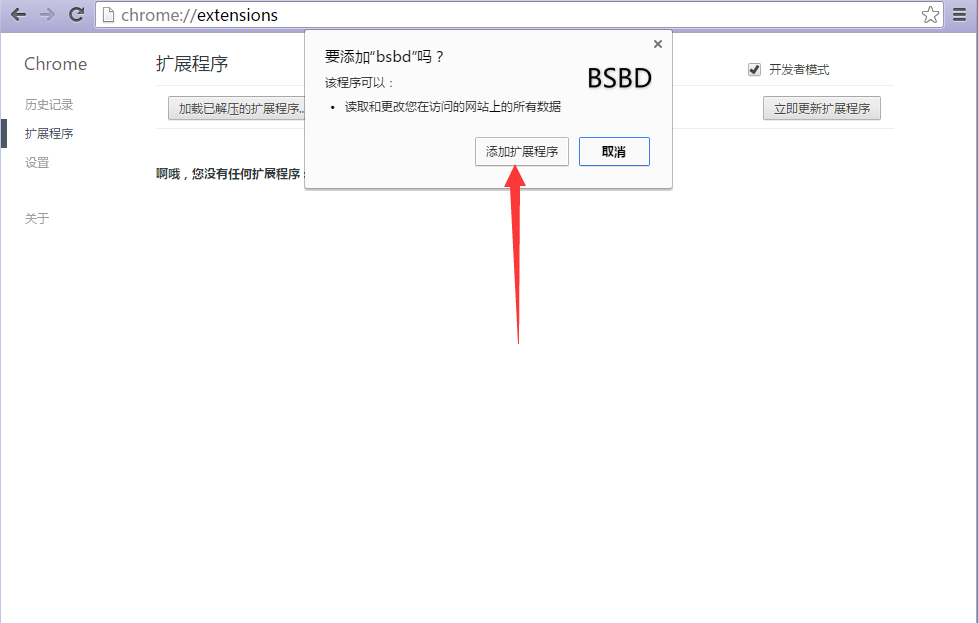 chrome://extensions
Chrome
历史记录
扩展程序
设置
关于
扩展程序
开发者模式
加载已解压的扩展程序...
立即更新扩展程序
啊哦，您没有任何扩展程序
要添加“bsbd”吗？
BSBD
该程序可以：
• 读取和更改您在访问的网站上的所有数据
添加扩展程序
取消